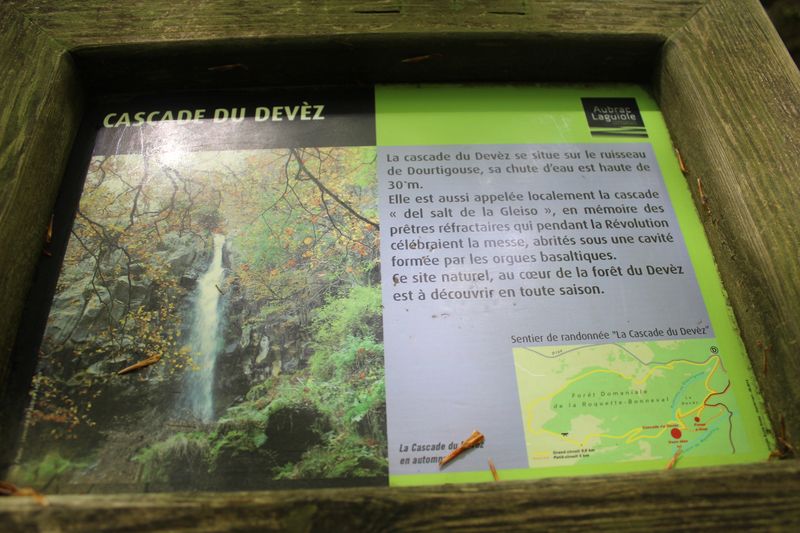 CASCADE DU DEVÈZ
Aubrac
Laguiole
La cascade du Devèz se situe sur le ruisseau
de Dourtigouse, sa chute d'eau est haute de
30 m.
Elle est aussi appelée localement la cascade
« del salt de la Gleiso », en mémoire des
prêtres réfractaires qui pendant la Révolution
célébraient la messe, abrités sous une cavité
formée par les orgues basaltiques.
Ce site naturel, au cœur de la forêt du Devèz
est à découvrir en toute saison.
La Cascade du
en automne
Sentier de randonnée "La Cascade du Devèz"
Forêt Domaniale
de la Roquette-Bonneval